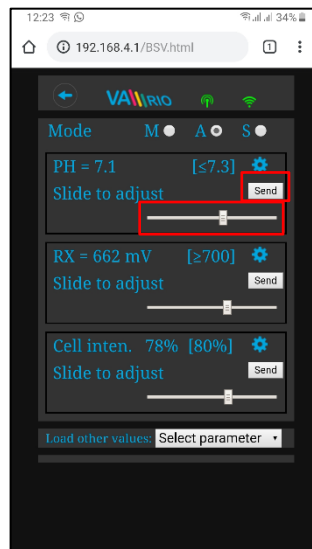 12:23 34%
192.168.4.1/BSV.html 1
VA RIO
Mode M A S
PH = 7.1 [≤7.3]
Slide to adjust Send
RX = 662 mV [≥700]
Slide to adjust Send
Cell inten. 78% [80%]
Slide to adjust Send
Load other values: Select parameter